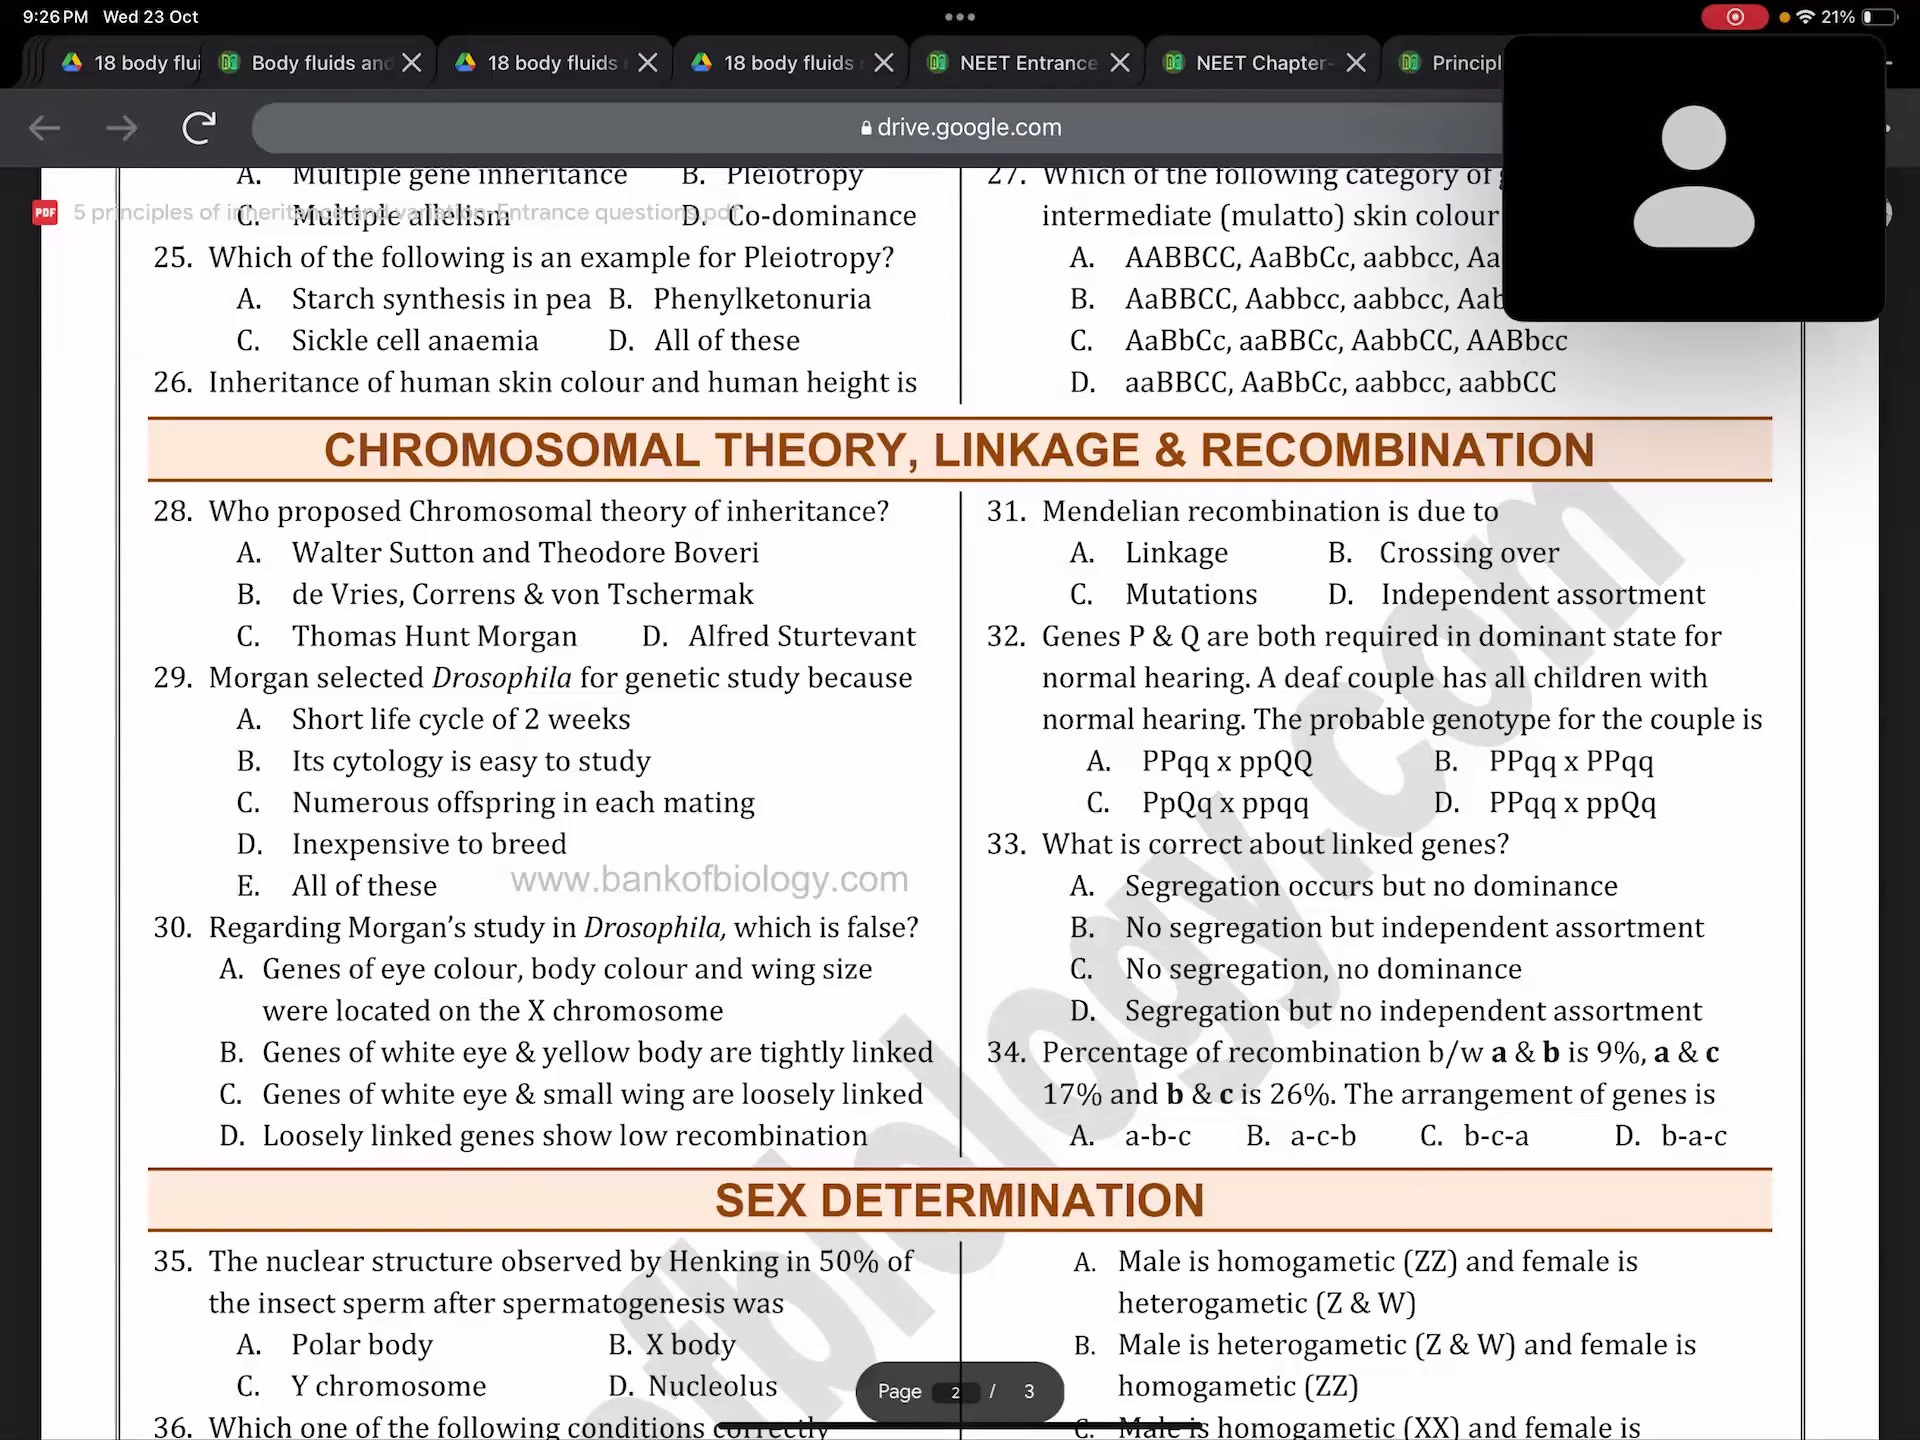 9:26 PM Wed 23 Oct
21%
18 body flui
Body fluids and
18 body fluids
18 body fluids
NEET Entrance
NEET Chapter-
Principl
drive.google.com
PDF 5 principles of inheritance and variation-Entrance questions.pdf
A. Multiple gene inheritance B. Pleiotropy
C. Multiple allelism D. Co-dominance
25. Which of the following is an example for Pleiotropy?
A. Starch synthesis in pea B. Phenylketonuria
C. Sickle cell anaemia D. All of these
26. Inheritance of human skin colour and human height is
27. Which of the following category of
intermediate (mulatto) skin colour
A. AABBCC, AaBbCc, aabbcc, Aa
B. AaBBCC, Aabbcc, aabbcc, Aab
C. AaBbCc, aaBBCc, AabbCC, AABbcc
D. aaBBCC, AaBbCc, aabbcc, aabbCC
CHROMOSOMAL THEORY, LINKAGE & RECOMBINATION
28. Who proposed Chromosomal theory of inheritance?
A. Walter Sutton and Theodore Boveri
B. de Vries, Correns & von Tschermak
C. Thomas Hunt Morgan D. Alfred Sturtevant
29. Morgan selected Drosophila for genetic study because
A. Short life cycle of 2 weeks
B. Its cytology is easy to study
C. Numerous offspring in each mating
D. Inexpensive to breed
E. All of these
www.bankofbiology.com
30. Regarding Morgan’s study in Drosophila, which is false?
A. Genes of eye colour, body colour and wing size
were located on the X chromosome
B. Genes of white eye & yellow body are tightly linked
C. Genes of white eye & small wing are loosely linked
D. Loosely linked genes show low recombination
31. Mendelian recombination is due to
A. Linkage B. Crossing over
C. Mutations D. Independent assortment
32. Genes P & Q are both required in dominant state for
normal hearing. A deaf couple has all children with
normal hearing. The probable genotype for the couple is
A. PPqq x ppQQ B. PPqq x PPqq
C. PpQq x ppqq D. PPqq x ppQq
33. What is correct about linked genes?
A. Segregation occurs but no dominance
B. No segregation but independent assortment
C. No segregation, no dominance
D. Segregation but no independent assortment
34. Percentage of recombination b/w a & b is 9%, a & c
17% and b & c is 26%. The arrangement of genes is
A. a-b-c B. a-c-b C. b-c-a D. b-a-c
ofbiology.com
SEX DETERMINATION
35. The nuclear structure observed by Henking in 50% of
the insect sperm after spermatogenesis was
A. Polar body B. X body
C. Y chromosome D. Nucleolus
36. Which one of the following conditions correctly
A. Male is homogametic (ZZ) and female is
heterogametic (Z & W)
B. Male is heterogametic (Z & W) and female is
homogametic (ZZ)
C. Male is homogametic (XX) and female is
Page 2 / 3